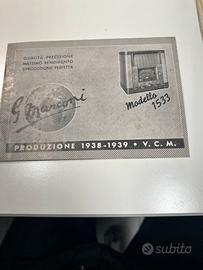 QUALITÀ - PRECISIONE
MASSIMO RENDIMENTO
RIPRODUZIONE PERFETTA
G. Marconi
Modello
1533
PRODUZIONE 1938-1939 • V. C. M.
subito